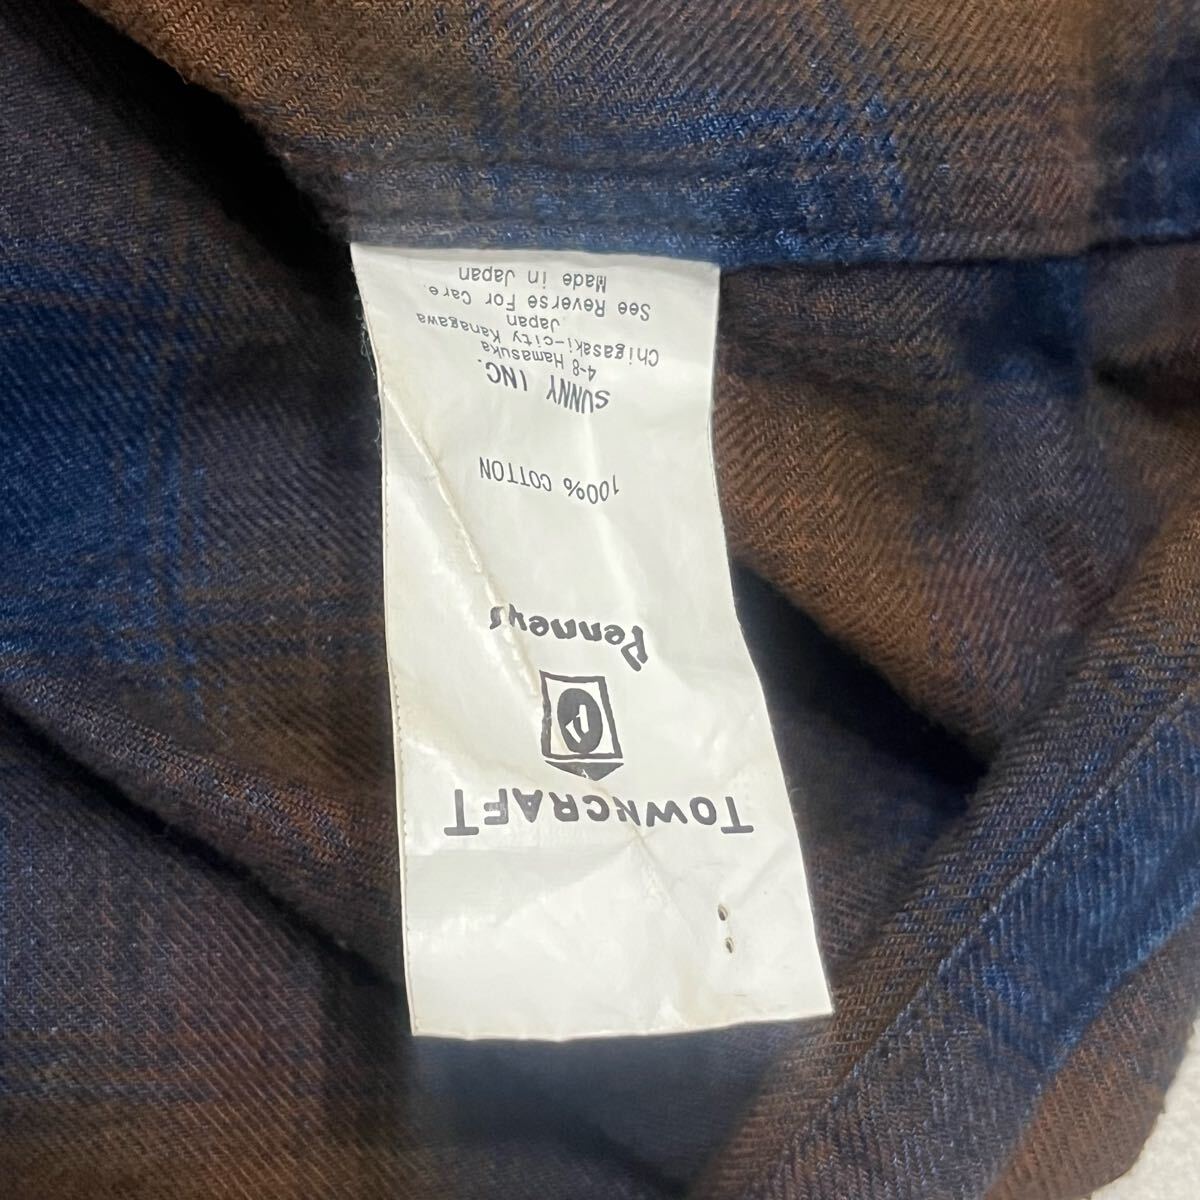 TOWNCRAFT
Penneys
100% COTTON
SUNNY INC.
4-8 Hamasuka
Chigasaki-city Kanagawa
Japan
See Reverse For Care.
Made in Japan